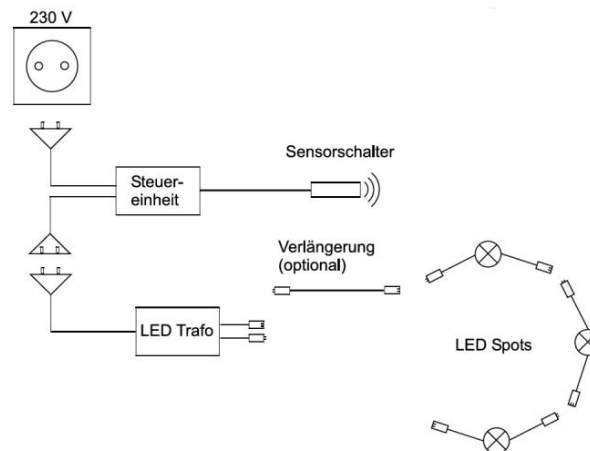 230 V
Sensorschalter
Steuer-
einheit
Verlängerung
(optional)
LED Trafo
LED Spots